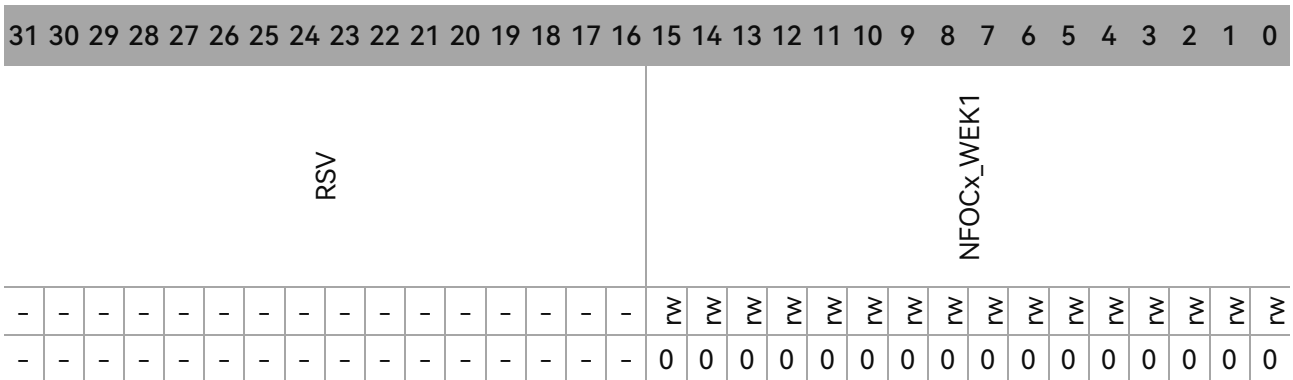 31 30 29 28 27 26 25 24 23 22 21 20 19 18 17 16 15 14 13 12 11 10 9 8 7 6 5 4 3 2 1 0
RSV NFOCx_WEK1
– – – – – – – – – – – – – – – – rw rw rw rw rw rw rw rw rw rw rw rw rw rw rw rw
– – – – – – – – – – – – – – – – 0 0 0 0 0 0 0 0 0 0 0 0 0 0 0 0